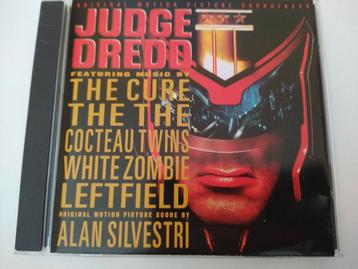 ORIGINAL MOTION PICTURE SOUNDTRACK
JUDGE
DREDD
FEATURING MUSIC BY
THE CURE
THE THE
COCTEAU TWINS
WHITE ZOMBIE
LEFTFIELD
ORIGINAL MOTION PICTURE SCORE BY
ALAN SILVESTRI